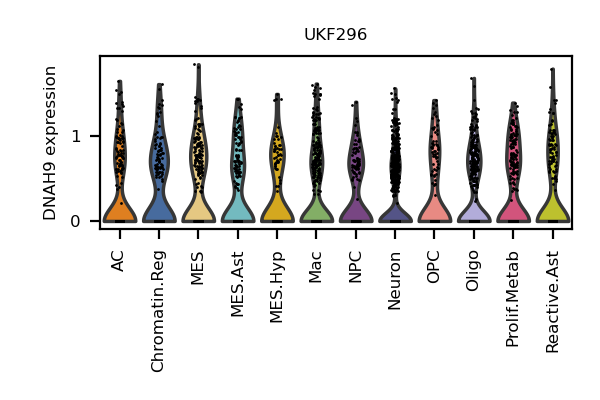 UKF296
DNAH9 expression
1
0
AC
Chromatin.Reg
MES
MES.Ast
MES.Hyp
Mac
NPC
Neuron
OPC
Oligo
Prolif.Metab
Reactive.Ast